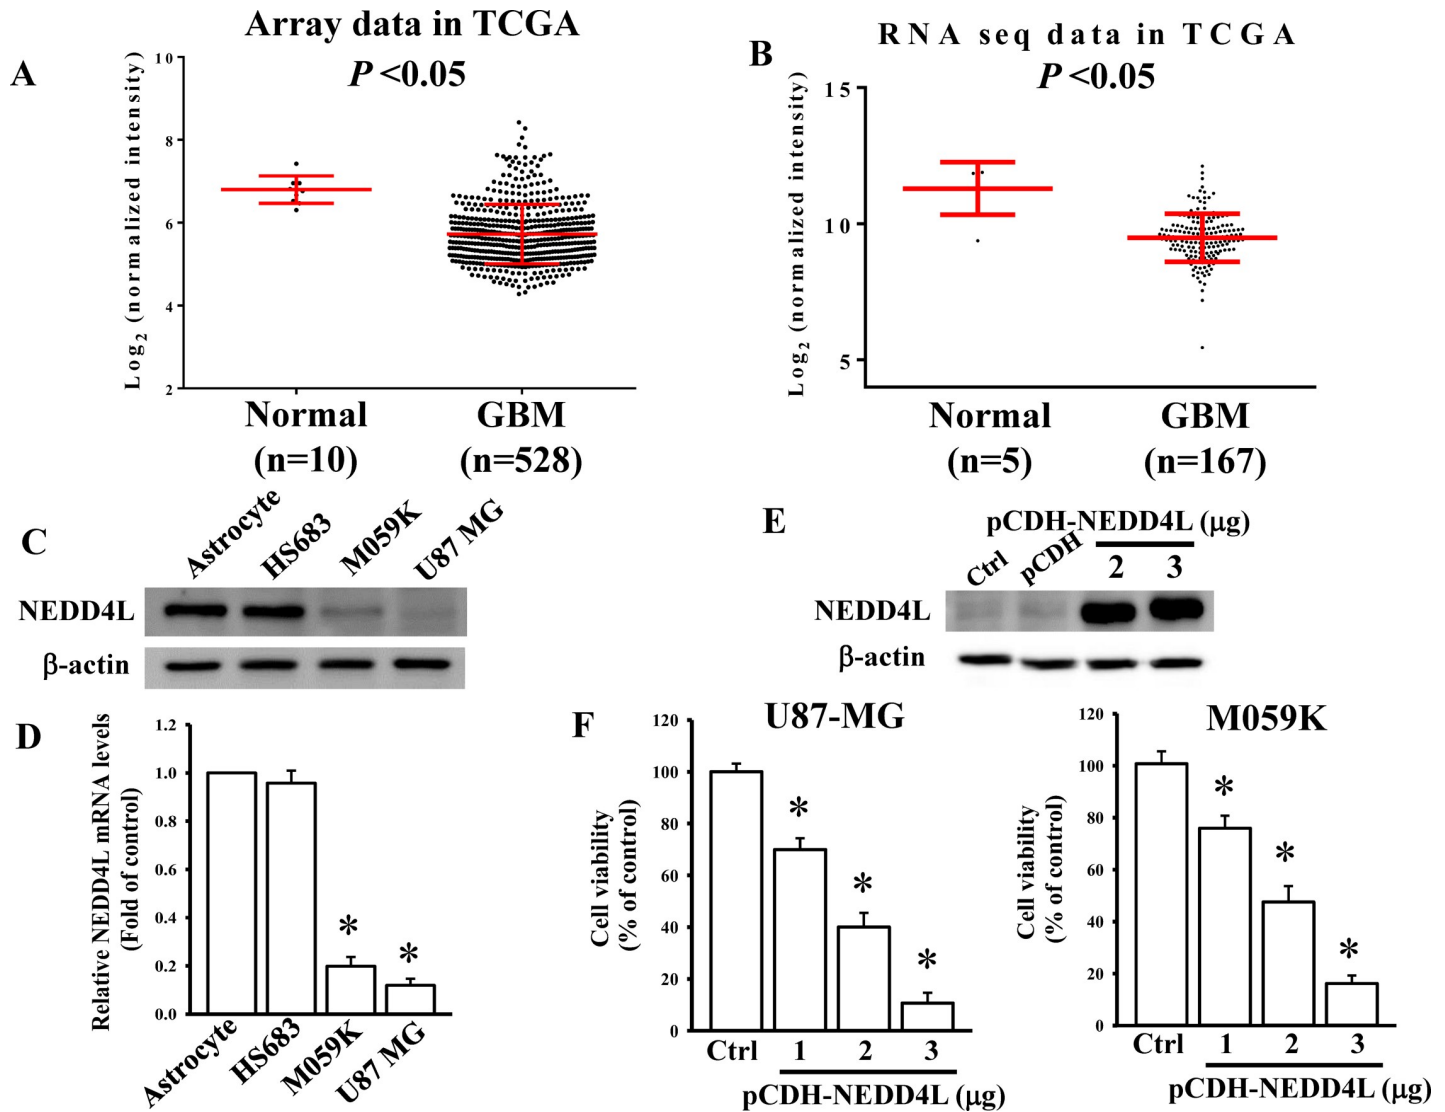 A
Array data in TCGA
P <0.05
Log2 (normalized intensity)
10
8
6
4
2
Normal
(n=10)
GBM
(n=528)
B
RNA seq data in TCGA
P <0.05
Log2 (normalized intensity)
15
10
5
Normal
(n=5)
GBM
(n=167)
C
Astrocyte
HS683
M059K
U87 MG
NEDD4L
β-actin
D
Relative NEDD4L mRNA levels
(Fold of control)
1.2
1.0
0.8
0.6
0.4
0.2
0.0
*
*
Astrocyte
HS683
M059K
U87 MG
E
pCDH-NEDD4L (μg)
Ctrl
pCDH
2
3
NEDD4L
β-actin
F
U87-MG
Cell viability
(% of control)
120
100
80
60
40
20
0
*
*
*
Ctrl
1
2
3
pCDH-NEDD4L (μg)
M059K
Cell viability
(% of control)
120
100
80
60
40
20
0
*
*
*
Ctrl
1
2
3
pCDH-NEDD4L (μg)